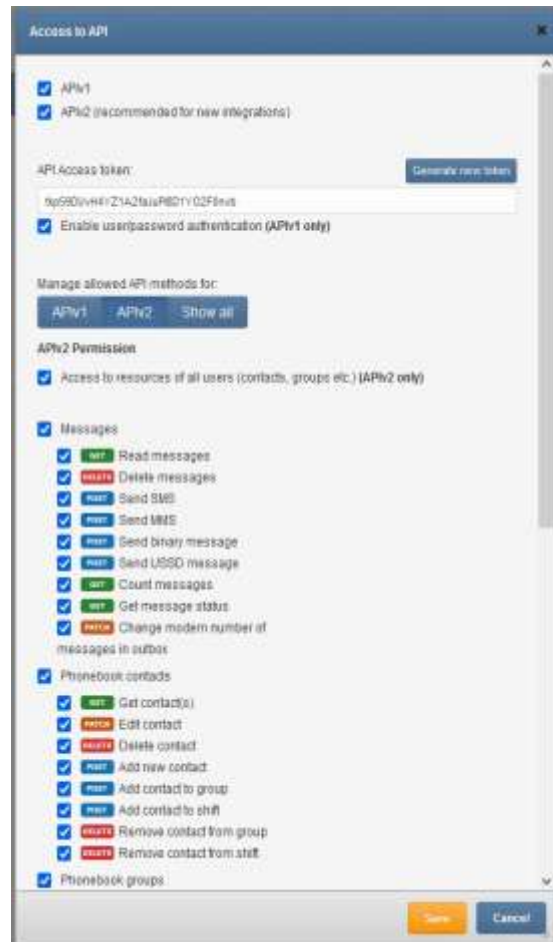 Access to API
APIv1
APIv2 (recommended for new integrations)
API Access token:
Generate new token
Enable user/password authentication (APIv1 only)
Manage allowed API methods for:
APIv1 APIv2 Show all
APIv2 Permission
Access to resources of all users (contacts, groups etc.) (APIv2 only)
Messages
GET Read messages
DELETE Delete messages
POST Send SMS
POST Send MMS
POST Send binary message
POST Send USSD message
GET Count messages
GET Get message status
PATCH Change modem number of
messages in outbox
Phonebook contacts
GET Get contact(s)
PATCH Edit contact
DELETE Delete contact
POST Add new contact
POST Add contact to group
POST Add contact to shift
DELETE Remove contact from group
DELETE Remove contact from shift
Phonebook groups
Save Cancel